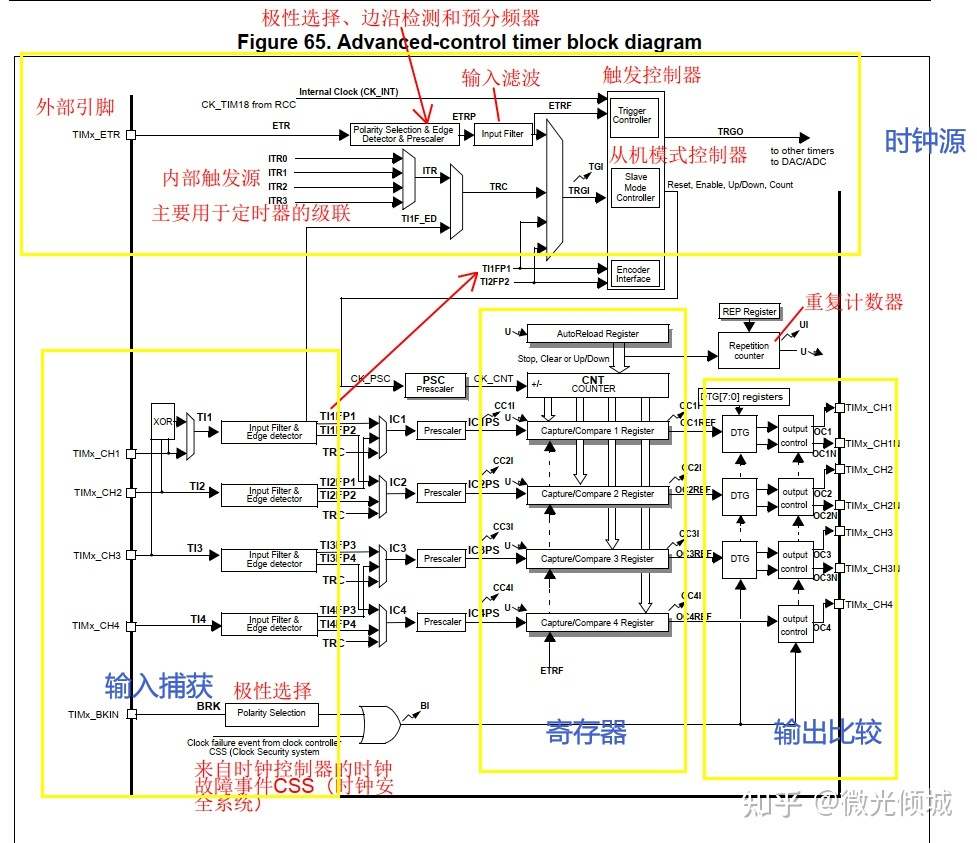 极性选择、边沿检测和预分频器
Figure 65. Advanced-control timer block diagram
输入滤波
触发控制器
外部引脚
Internal Clock (CK_INT)
CK_TIM18 from RCC
ETRF
Trigger
Controller
ETR
ETRP
TIMx_ETR
Polarity Selection & Edge
Detector & Prescaler
Input Filter
TRGO
to other timers
to DAC/ADC
时钟源
从机模式控制器
ITR0
ITR1
ITR2
ITR3
内部触发源
主要用于定时器的级联
ITR
TRC
TGI
TRGI
Slave
Mode
Controller
Reset, Enable, Up/Down, Count
TI1F_ED
TI1FP1
TI2FP2
Encoder
Interface
重复计数器
REP Register
UI
U
AutoReload Register
Repetition
counter
U
Stop, Clear or Up/Down
CK_PSC
PSC
Prescaler
CK_CNT
+/-
CNT
COUNTER
DTG[7:0] registers
XOR
TI1
Input Filter &
Edge detector
TI1FP1
TI1FP2
TRC
IC1
Prescaler
IC1PS
CC1I
U
Capture/Compare 1 Register
CC1I
OC1REF
DTG
output
control
OC1
OC1N
TIMx_CH1
TIMx_CH1N
TIMx_CH1
TIMx_CH2
TI2
Input Filter &
Edge detector
TI2FP1
TI2FP2
TRC
IC2
Prescaler
IC2PS
CC2I
U
Capture/Compare 2 Register
CC2I
OC2REF
DTG
output
control
OC2
OC2N
TIMx_CH2
TIMx_CH2N
TIMx_CH3
TI3
Input Filter &
Edge detector
TI3FP3
TI3FP4
TRC
IC3
Prescaler
IC3PS
CC3I
U
Capture/Compare 3 Register
CC3I
OC3REF
DTG
output
control
OC3
OC3N
TIMx_CH3
TIMx_CH3N
TIMx_CH4
TI4
Input Filter &
Edge detector
TI4FP3
TI4FP4
TRC
IC4
Prescaler
IC4PS
CC4I
U
Capture/Compare 4 Register
CC4I
OC4REF
output
control
OC4
TIMx_CH4
ETRF
输入捕获
极性选择
TIMx_BKIN
BRK
Polarity Selection
BI
寄存器
输出比较
Clock failure event from clock controller
CSS (Clock Security system
来自时钟控制器的时钟
故障事件CSS（时钟安
全系统）
知乎 @微光倾城